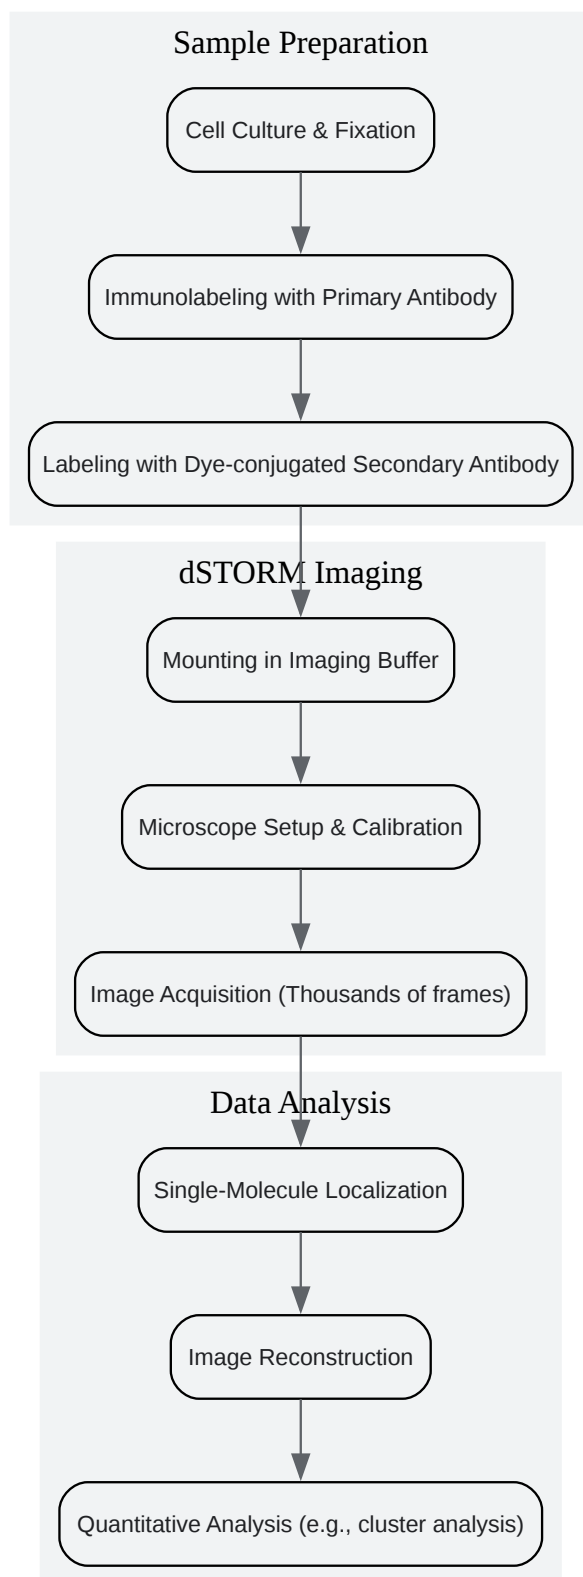 Sample Preparation
Cell Culture & Fixation
Immunolabeling with Primary Antibody
Labeling with Dye-conjugated Secondary Antibody
dSTORM Imaging
Mounting in Imaging Buffer
Microscope Setup & Calibration
Image Acquisition (Thousands of frames)
Data Analysis
Single-Molecule Localization
Image Reconstruction
Quantitative Analysis (e.g., cluster analysis)